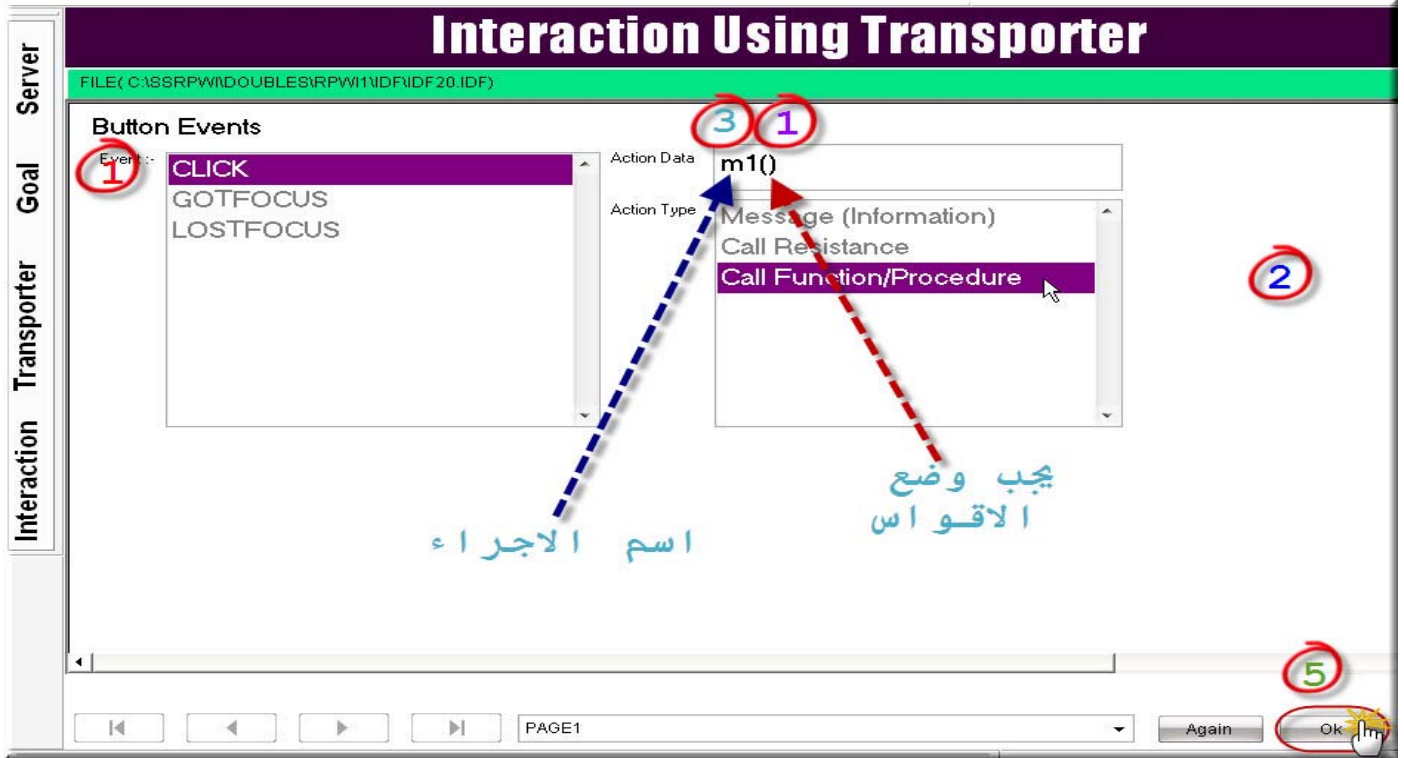 Interaction Using Transporter
Server
Goal
Transporter
Interaction
FILE( C:\SSRPWI\DOUBLES\RPWI1\IDF\IDF20.IDF)
Button Events
3
1
Event :-
1
CLICK
GOTFOCUS
LOSTFOCUS
Action Data
m1()
Action Type
Message (Information)
Call Resistance
Call Function/Procedure
2
يجب وضع
الاقواس
اسم الاجراء
5
PAGE1
Again
Ok